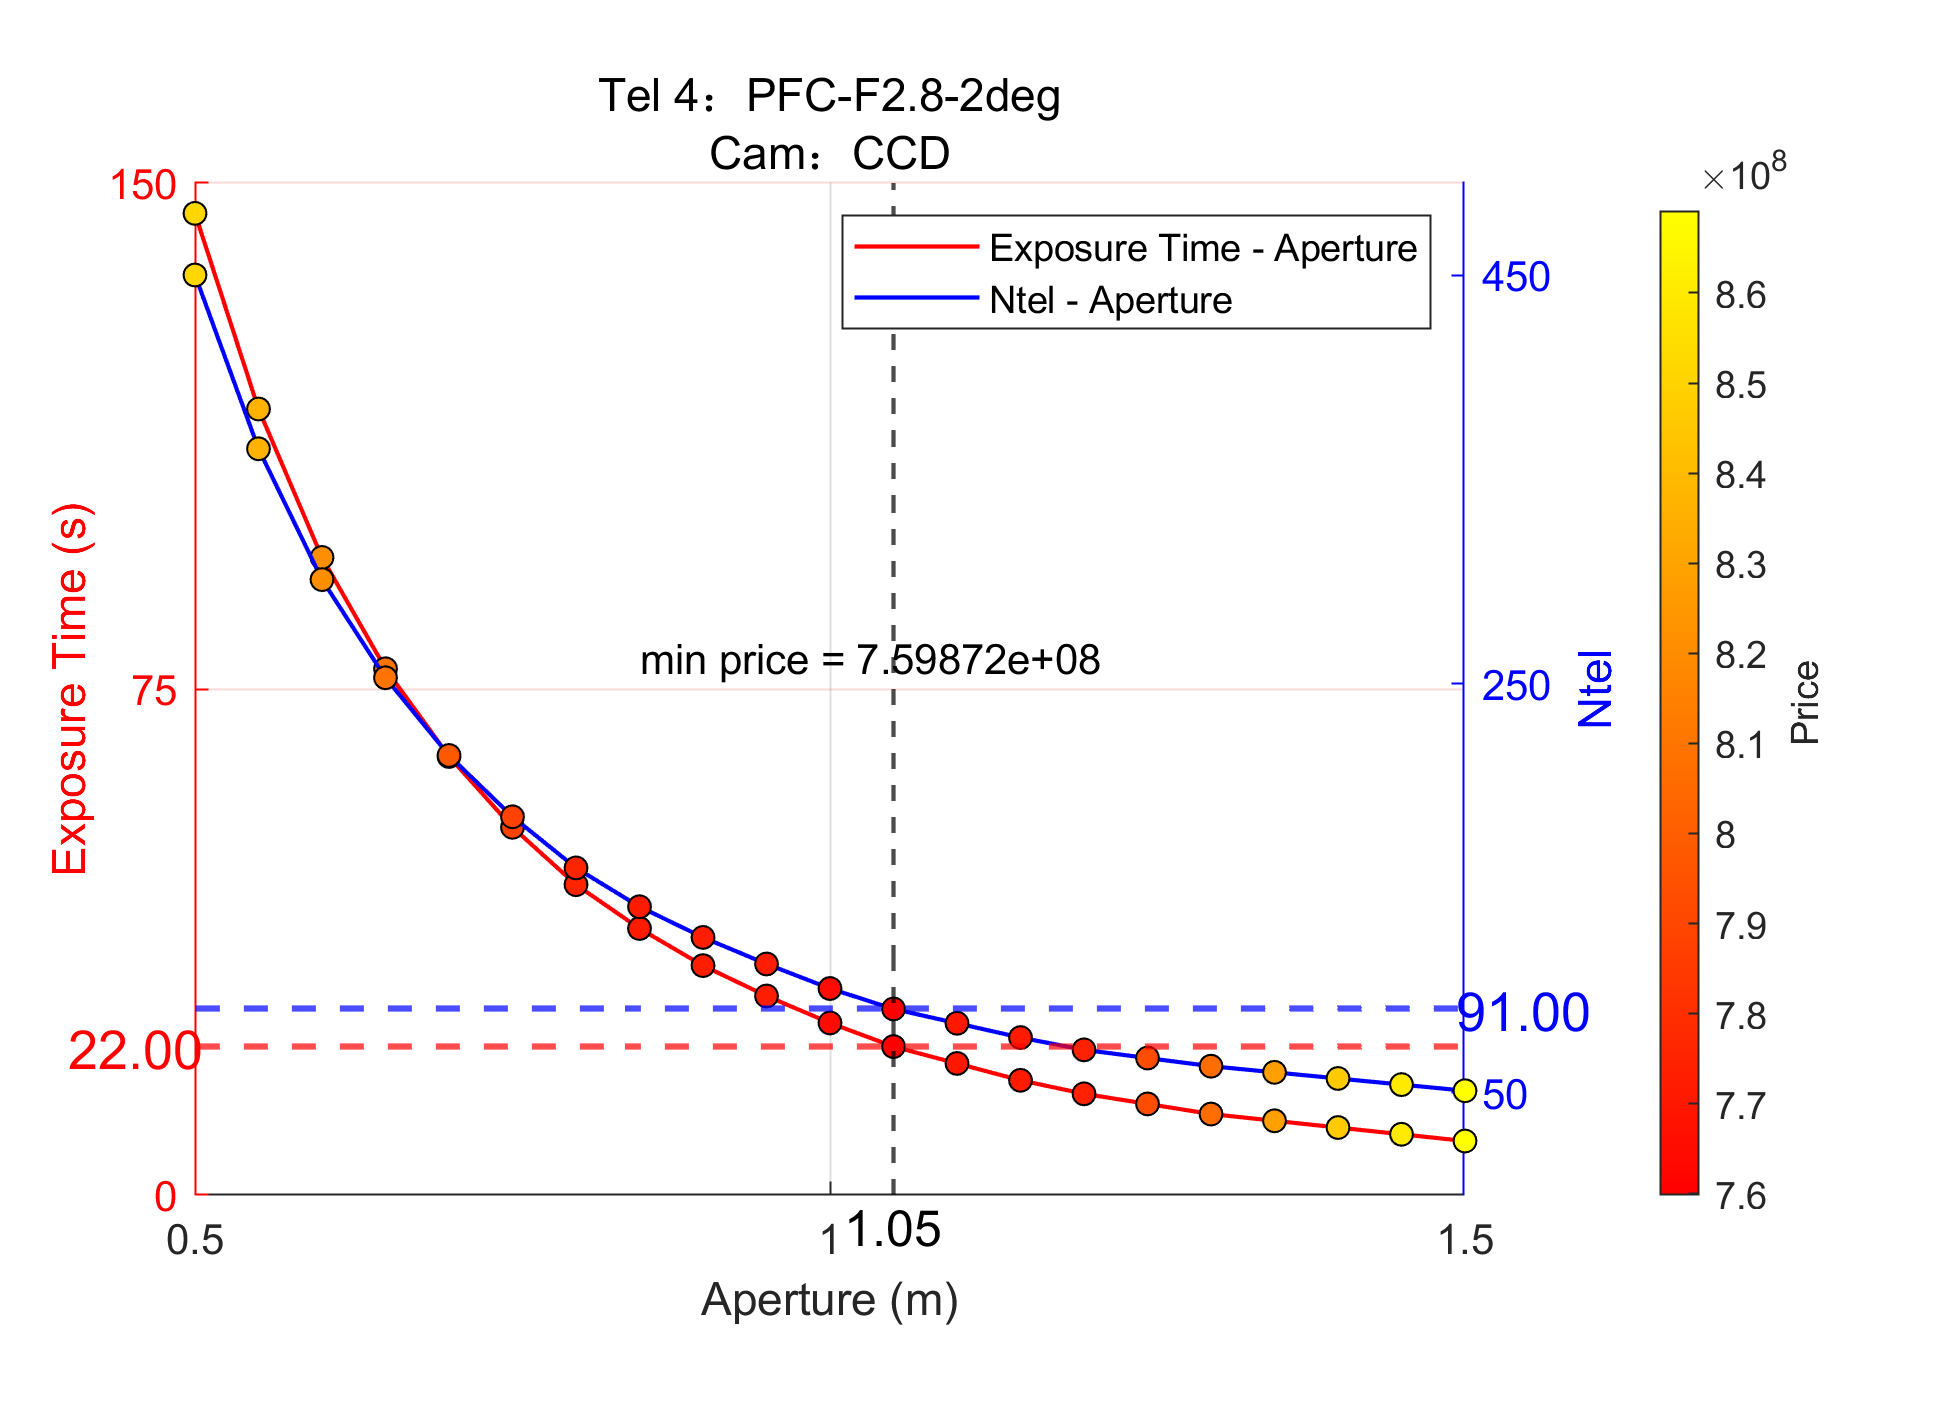 Tel 4：PFC-F2.8-2deg
Cam：CCD
×10⁸
150
75
0
22.00
Exposure Time (s)
Exposure Time - Aperture
Ntel - Aperture
min price = 7.59872e+08
450
250
50
91.00
Ntel
0.5
1
1.05
1.5
Aperture (m)
8.6
8.5
8.4
8.3
8.2
8.1
8
7.9
7.8
7.7
7.6
Price